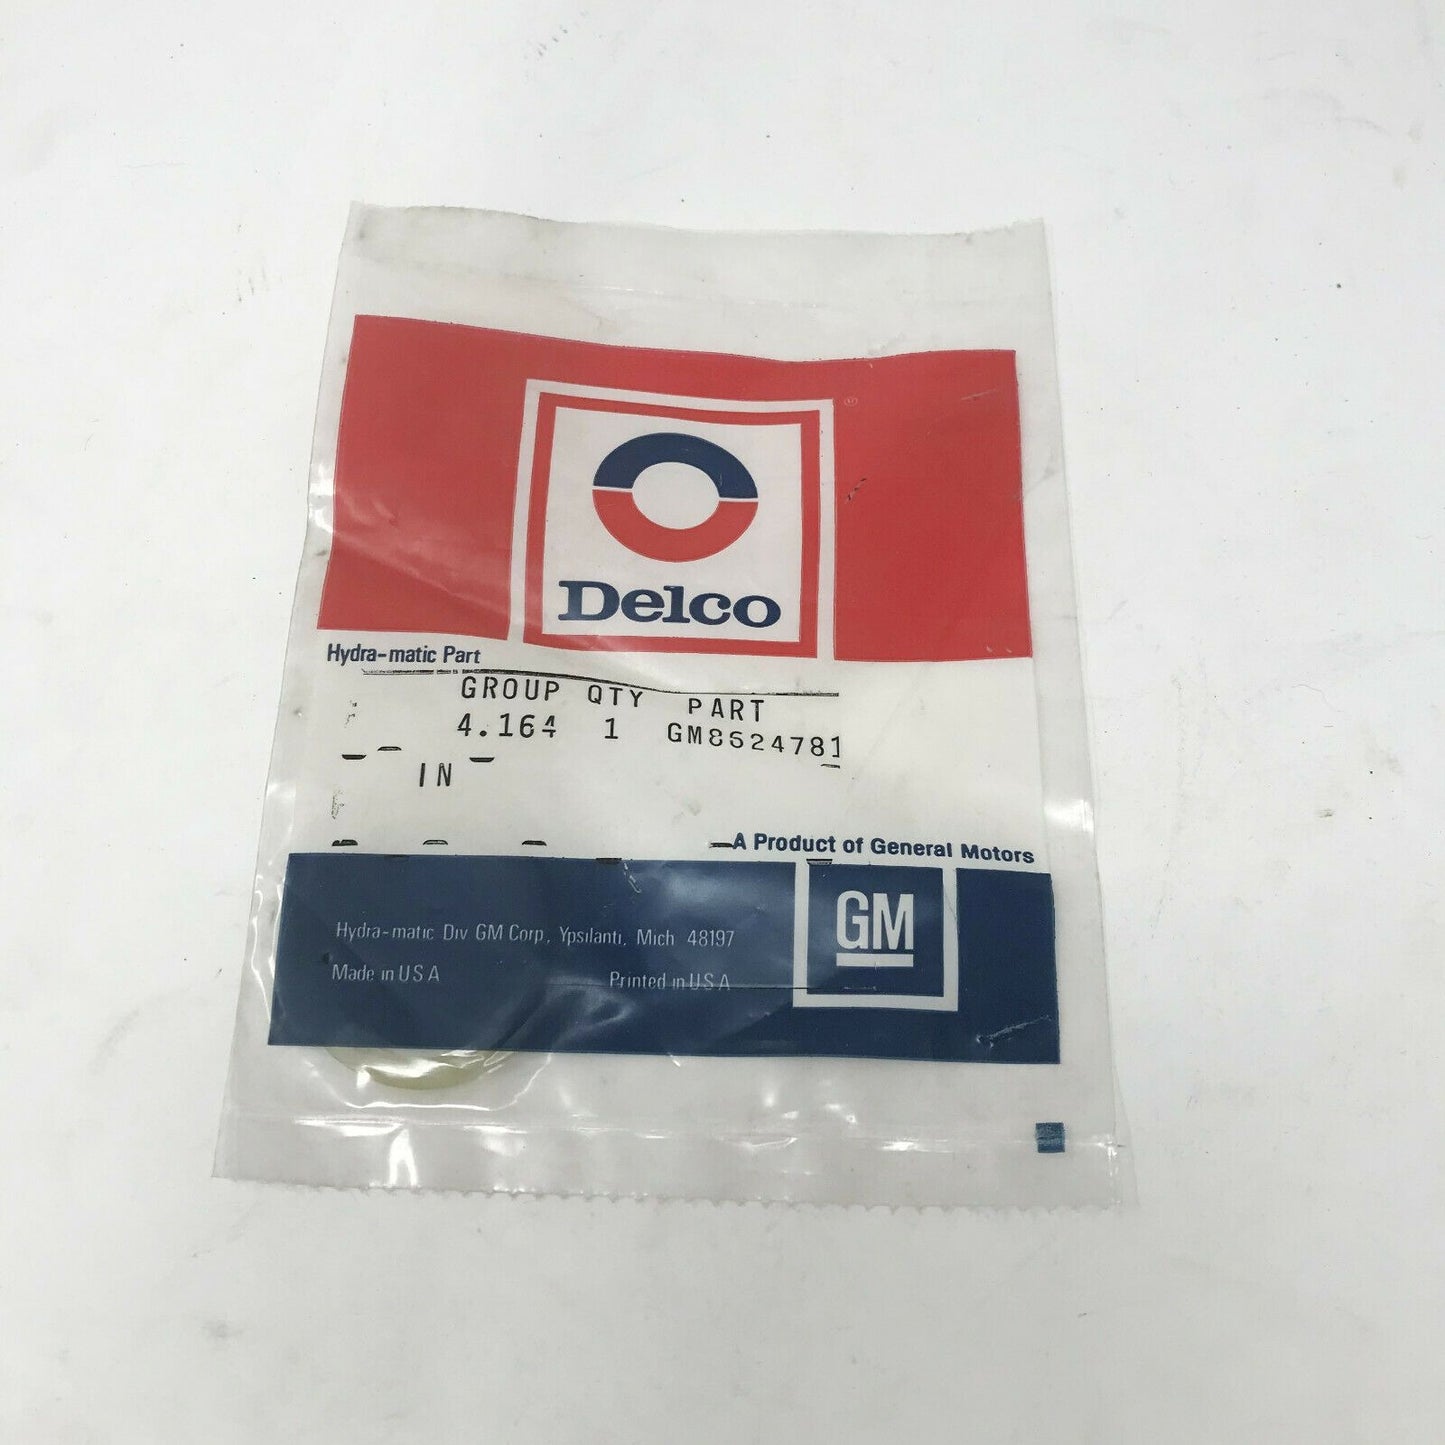 Delco
Hydra-matic Part
GROUP QTY PART
4.164 1 GM8624781
IN
A Product of General Motors
GM
Hydra-matic Div GM Corp, Ypsilanti, Mich 48197
Made in U S A Printed in U S A